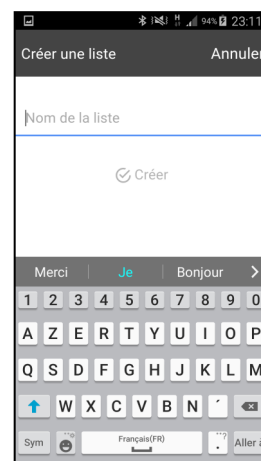 H 94% 23:11
Créer une liste Annuler
Nom de la liste
Créer
Merci Je Bonjour >
1 2 3 4 5 6 7 8 9 0
A Z E R T Y U I O P
Q S D F G H J K L M
W X C V B N ´
Sym Français(FR) . Aller à